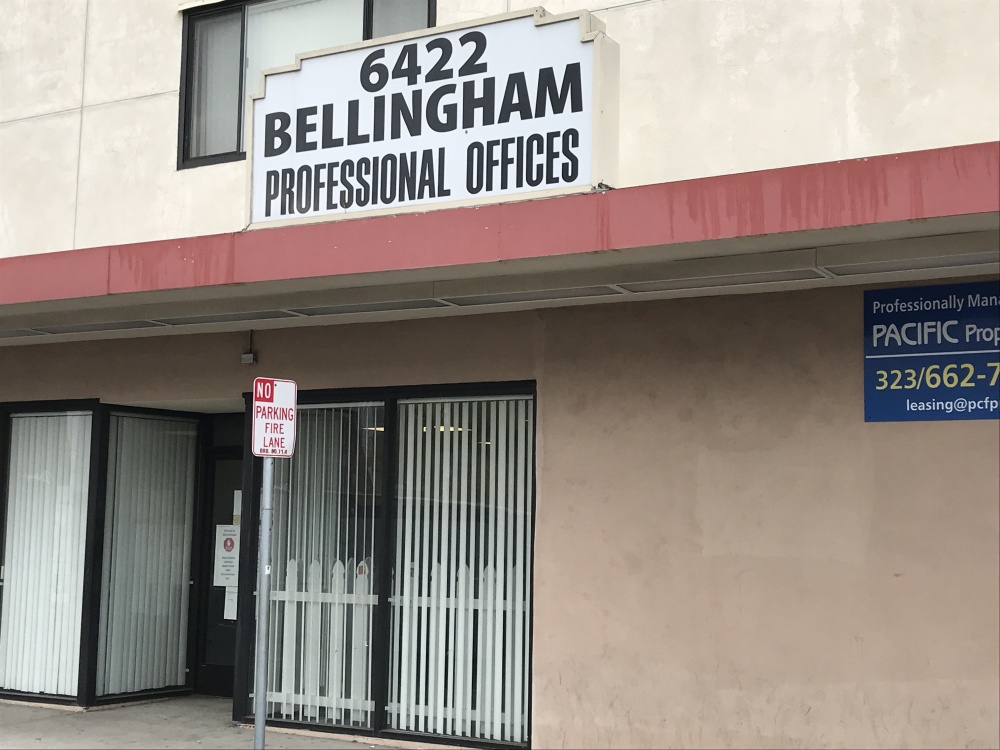 6422
BELLINGHAM
PROFESSIONAL OFFICES
Professionally Mana
PACIFIC Prop
323/662-7
leasing@pcfp
NO
PARKING
FIRE
LANE